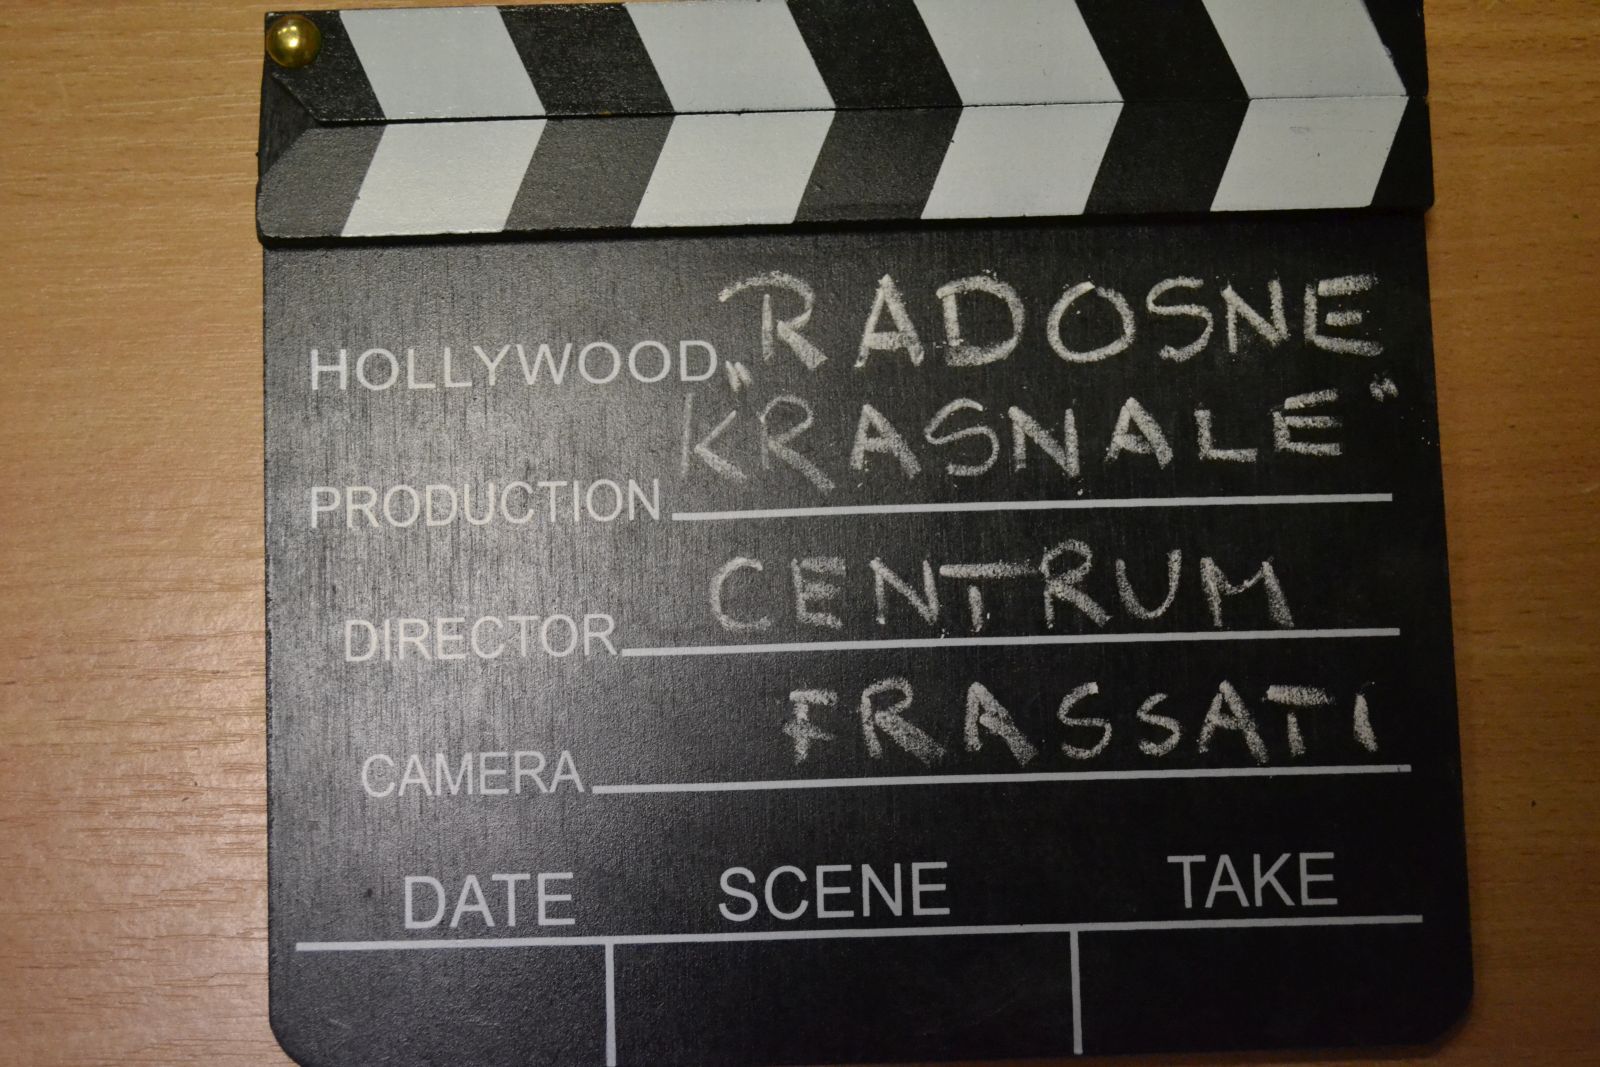 HOLLYWOOD „RADOSNE
KRASNALE"
PRODUCTION
CENTRUM
DIRECTOR
FRASSATI
CAMERA
DATE SCENE TAKE